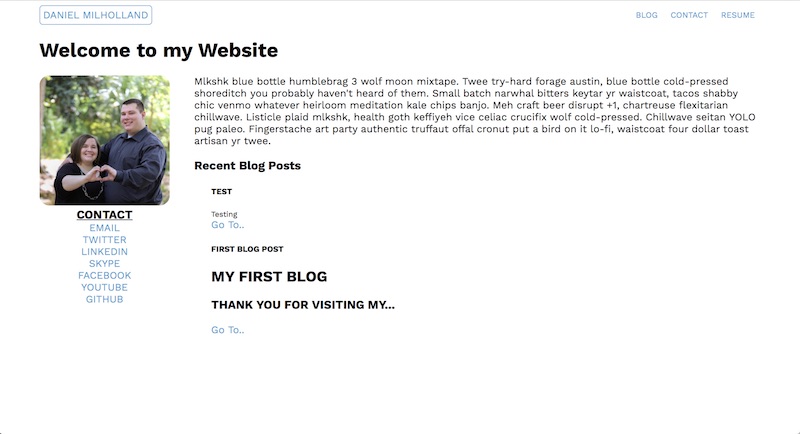 DANIEL MILHOLLAND
BLOG CONTACT RESUME
Welcome to my Website
Mlkshk blue bottle humblebrag 3 wolf moon mixtape. Twee try-hard forage austin, blue bottle cold-pressed
shoreditch you probably haven't heard of them. Small batch narwhal bitters keytar yr waistcoat, tacos shabby
chic venmo whatever heirloom meditation kale chips banjo. Meh craft beer disrupt +1, chartreuse flexitarian
chillwave. Listicle plaid mlkshk, health goth keffiyeh vice celiac crucifix wolf cold-pressed. Chillwave seitan YOLO
pug paleo. Fingerstache art party authentic truffaut offal cronut put a bird on it lo-fi, waistcoat four dollar toast
artisan yr twee.
CONTACT
EMAIL
TWITTER
LINKEDIN
SKYPE
FACEBOOK
YOUTUBE
GITHUB
Recent Blog Posts
TEST
Testing
Go To..
FIRST BLOG POST
MY FIRST BLOG
THANK YOU FOR VISITING MY...
Go To..